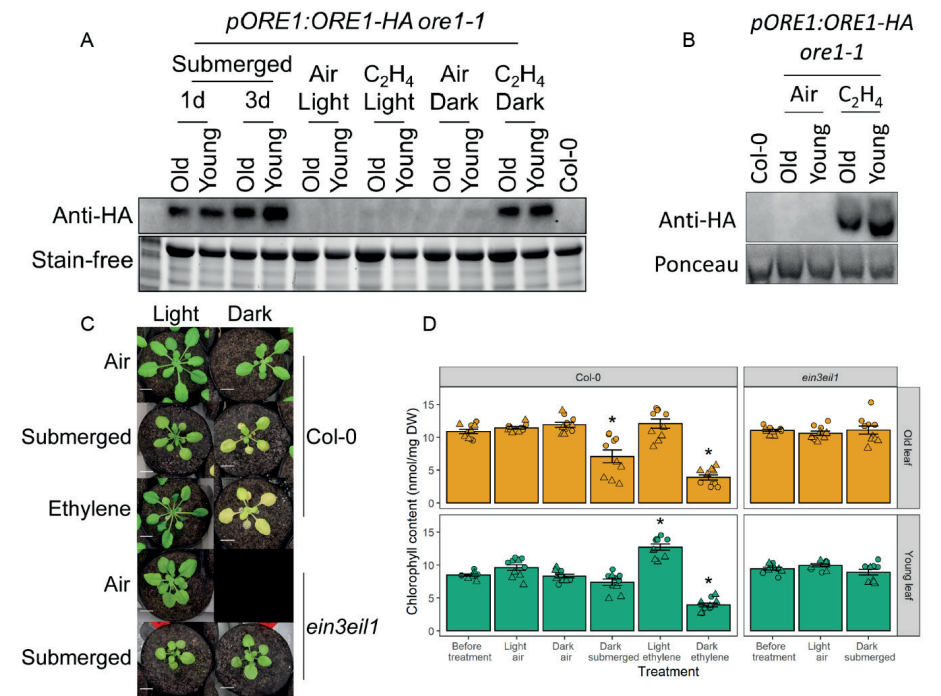 A
pORE1:ORE1-HA ore1-1
Submerged
1d 3d
Air Light
C2H4 Light
Air Dark
C2H4 Dark
Old Young Old Young Old Young Old Young Old Young Old Young Col-0
Anti-HA
Stain-free
B
pORE1:ORE1-HA
ore1-1
Air C2H4
Col-0 Old Young Old Young
Anti-HA
Ponceau
C
Light Dark
Air
Submerged
Ethylene
Col-0
Air
Submerged
ein3eil1
D
Col-0 ein3eil1
Chlorophyll content (nmol/mg DW)
15
10
5
0
* *
Old leaf
15
10
5
0
* *
Young leaf
Before treatment
Light air
Dark air
Dark submerged
Light ethylene
Dark ethylene
Before treatment
Light air
Dark submerged
Treatment